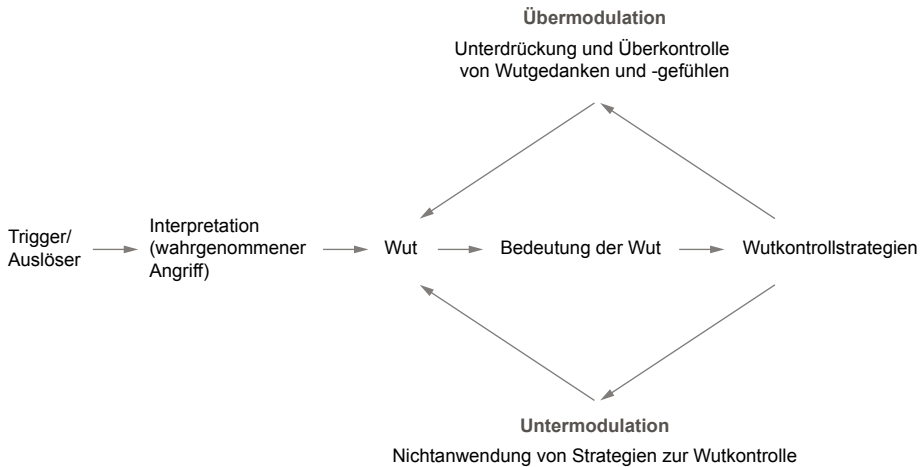 Übermodulation
Unterdrückung und Überkontrolle
von Wutgedanken und -gefühlen
Trigger/
Auslöser
Interpretation
(wahrgenommener
Angriff)
Wut
Bedeutung der Wut
Wutkontrollstrategien
Untermodulation
Nichtanwendung von Strategien zur Wutkontrolle